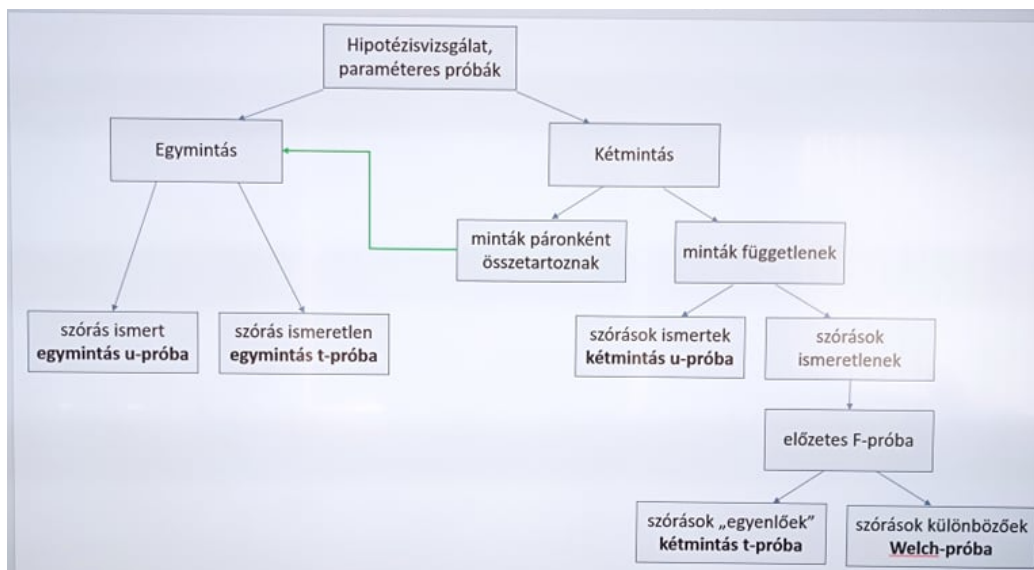 Hipotézisvizsgálat,
paraméteres próbák
Egymintás
Kétmintás
minták páronként
összetartoznak
minták függetlenek
szórás ismert
egymintás u-próba
szórás ismeretlen
egymintás t-próba
szórások ismertek
kétmintás u-próba
szórások
ismeretlenek
előzetes F-próba
szórások „egyenlőek”
kétmintás t-próba
szórások különbözőek
Welch-próba